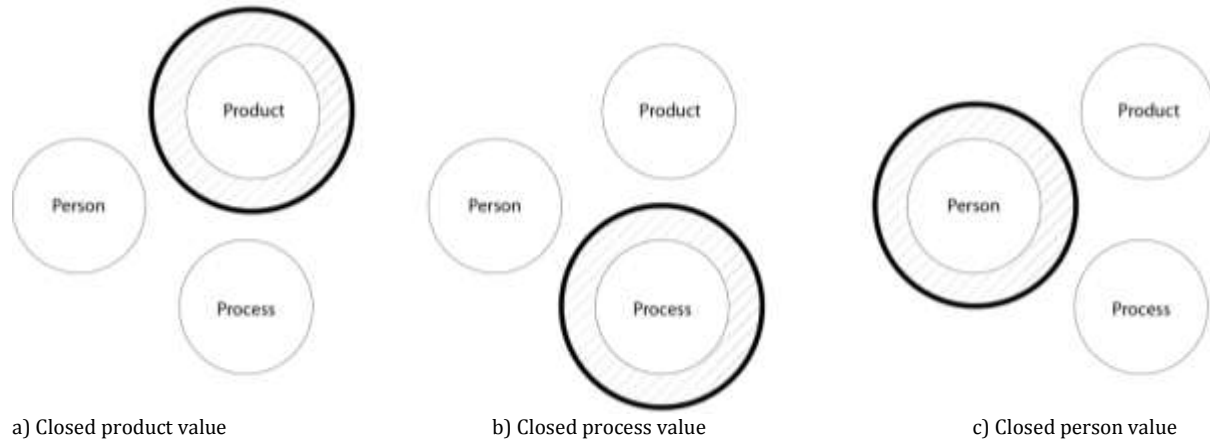 Product
Person
Process
a) Closed product value
Product
Person
Process
b) Closed process value
Product
Person
Process
c) Closed person value